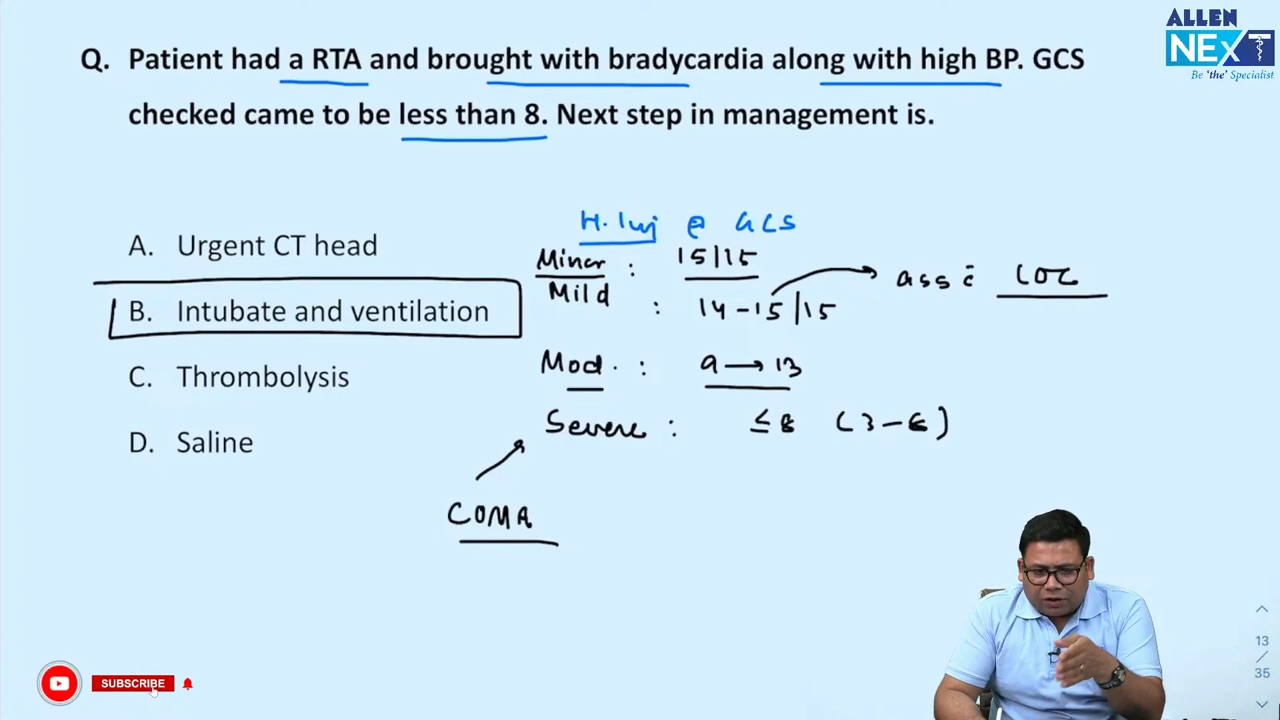 ALLEN
NEXT
Be 'the' Specialist
Q. Patient had a RTA and brought with bradycardia along with high BP. GCS
checked came to be less than 8. Next step in management is.
A. Urgent CT head
B. Intubate and ventilation
C. Thrombolysis
D. Saline
H. Inj @ GCS
Minor : 15/15
Mild : 14-15/15 ass c̄ LOC
Mod. : 9 → 13
Severe : ≤8 (3-8)
COMA
SUBSCRIBE
13
/
35